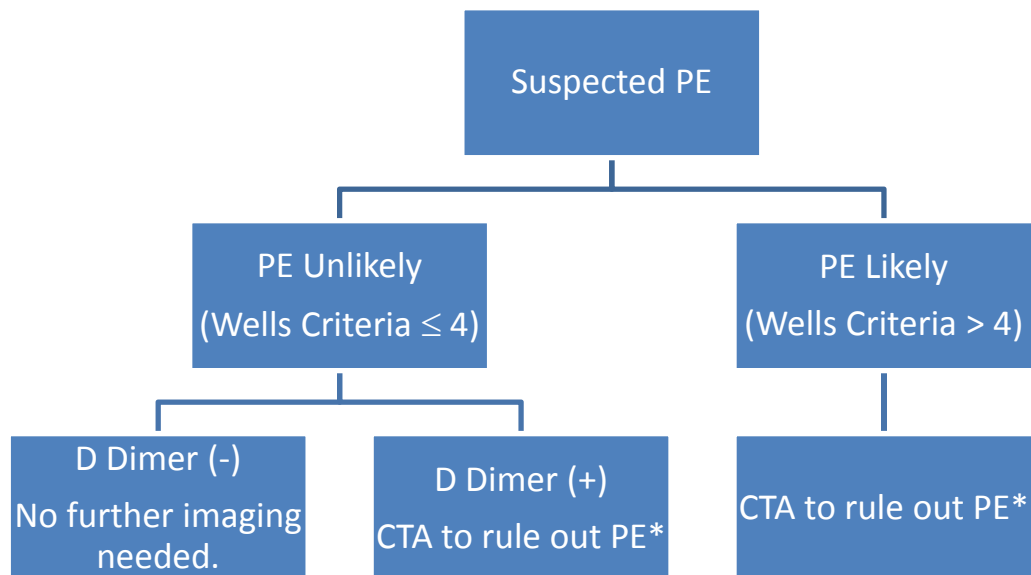 Suspected PE
PE Unlikely
(Wells Criteria ≤ 4)
PE Likely
(Wells Criteria > 4)
D Dimer (-)
No further imaging
needed.
D Dimer (+)
CTA to rule out PE*
CTA to rule out PE*